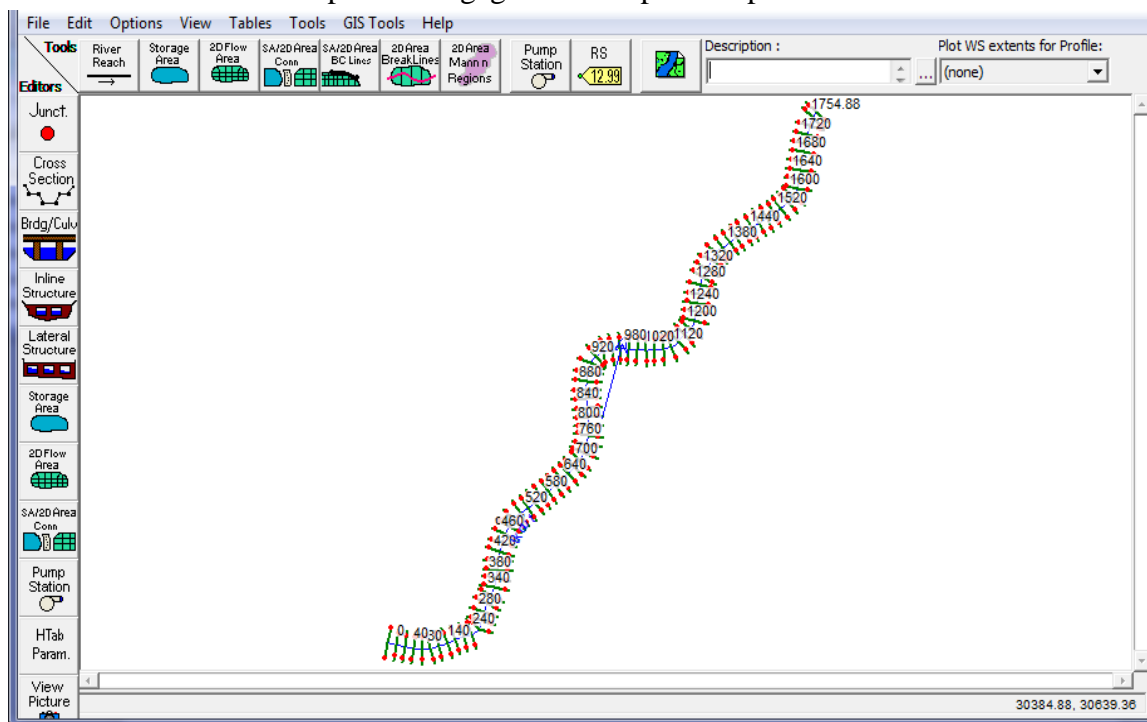 File Edit Options View Tables Tools GIS Tools Help
Tools
Editors
River
Reach
Storage
Area
2D Flow
Area
SA/2D Area
Conn
SA/2D Area
BC Lines
2D Area
BreakLines
2D Area
Mann n
Regions
Pump
Station
RS
12.99
Description :
...
Plot WS extents for Profile:
(none)
Junct.
Cross
Section
Brdg/Culv
Inline
Structure
Lateral
Structure
Storage
Area
2D Flow
Area
SA/2D Area
Conn
Pump
Station
HTab
Param.
View
Picture
1754.88
1720
1680
1640
1600
1520
1440
1380
1320
1280
1240
1200
1120
1020
980
920
880
840
800
760
700
640
580
520
460
420
380
340
280
240
140
40
0
30384.88, 30639.36